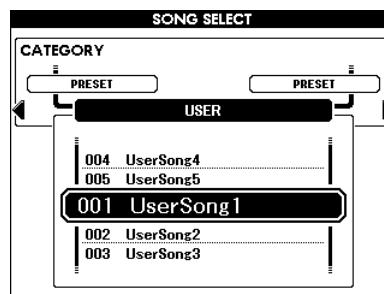 SONG SELECT
CATEGORY
PRESET PRESET
USER
004 UserSong4
005 UserSong5
001 UserSong1
002 UserSong2
003 UserSong3